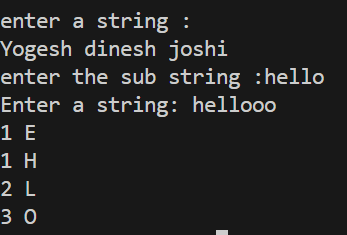 enter a string :
Yogesh dinesh joshi
enter the sub string :hello
Enter a string: hellooo
1 E
1 H
2 L
3 O